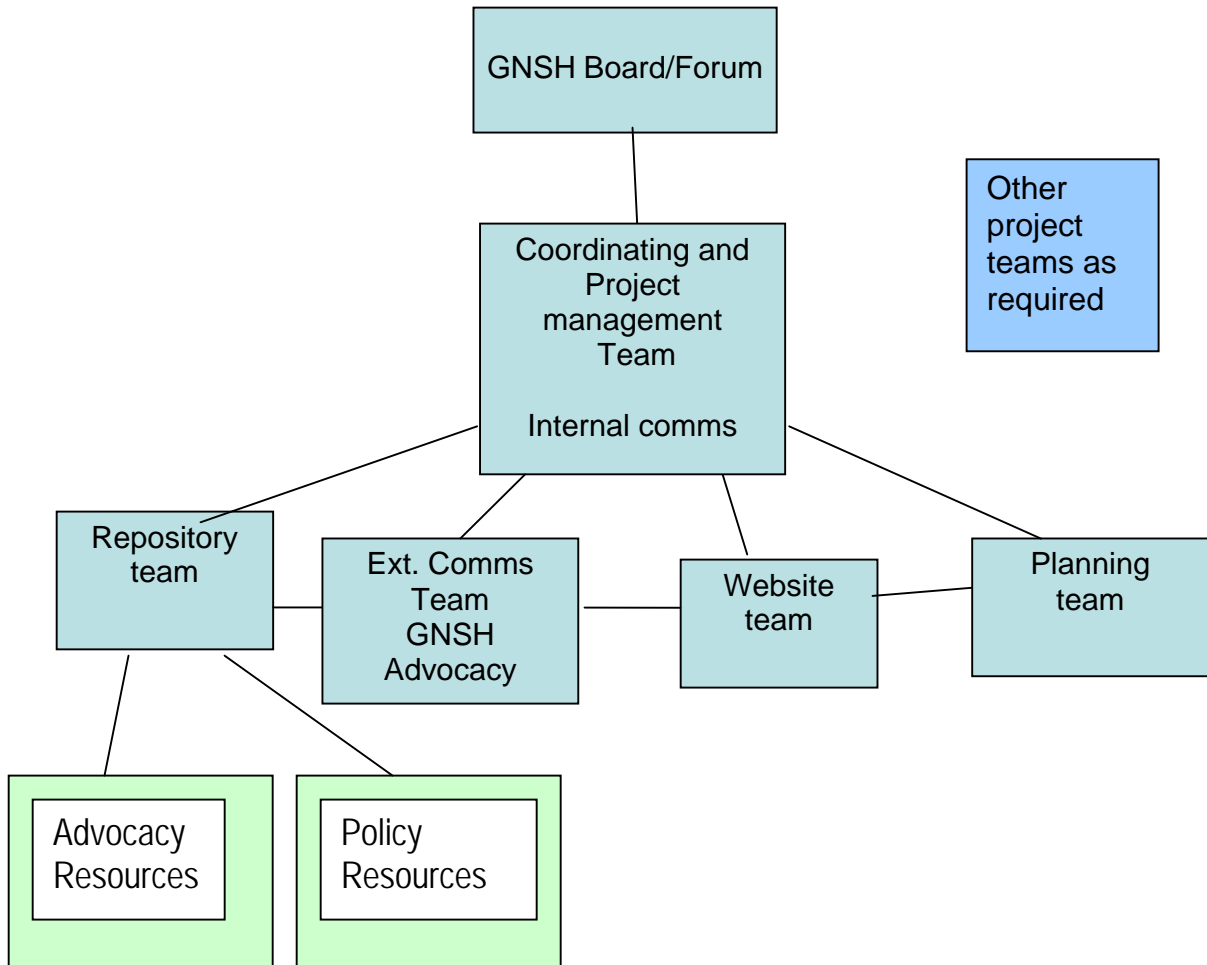 GNSH Board/Forum
Other
project
teams as
required
Coordinating and
Project
management
Team
Internal comms
Repository
team
Ext. Comms
Team
GNSH
Advocacy
Website
team
Planning
team
Advocacy
Resources
Policy
Resources